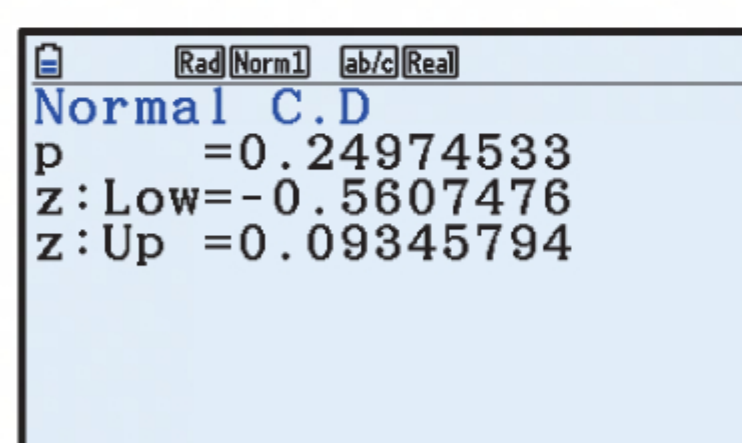 Rad Norm1 ab/c Real
Normal C.D
p =0.24974533
z:Low=-0.5607476
z:Up =0.09345794